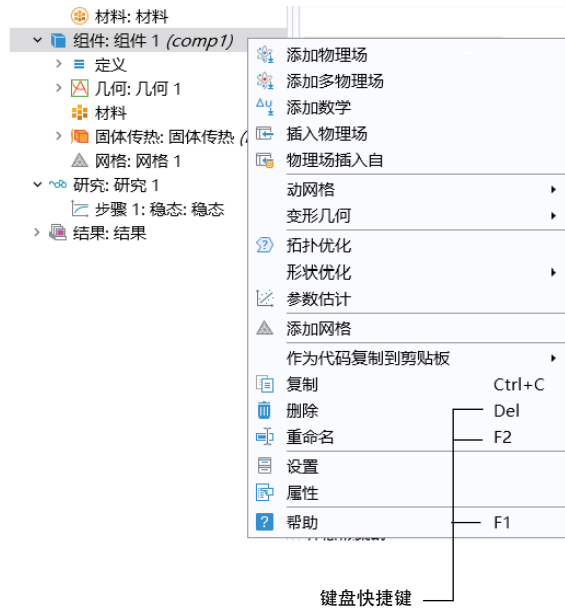 材料: 材料
组件: 组件 1 (comp1)
定义
几何: 几何 1
材料
固体传热: 固体传热 (
网格: 网格 1
研究: 研究 1
步骤 1: 稳态: 稳态
结果: 结果
添加物理场
添加多物理场
Δu 添加数学
插入物理场
物理场插入自
动网格
变形几何
拓扑优化
形状优化
参数估计
添加网格
作为代码复制到剪贴板
复制 Ctrl+C
删除 Del
重命名 F2
设置
属性
帮助 F1
键盘快捷键